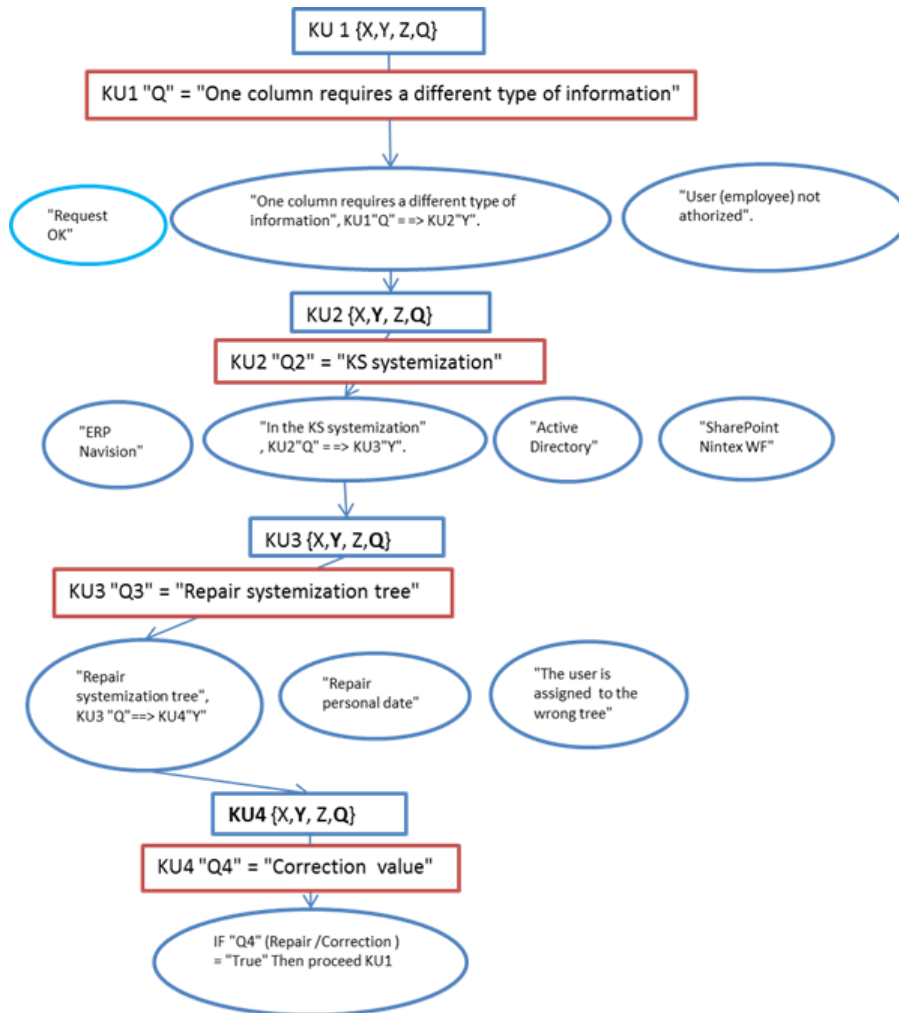 KU 1 {X,Y, Z,Q}
KU1 "Q" = "One column requires a different type of information"
"Request
OK"
"One column requires a different type of
information", KU1"Q" ==> KU2"Y".
"User (employee) not
athorized".
KU2 {X,Y, Z,Q}
KU2 "Q2" = "KS systemization"
"ERP
Navision"
"In the KS systemization"
, KU2"Q" ==> KU3"Y".
"Active
Directory"
"SharePoint
Nintex WF"
KU3 {X,Y, Z,Q}
KU3 "Q3" = "Repair systemization tree"
"Repair
systemization tree",
KU3 "Q"==> KU4"Y"
"Repair
personal date"
"The user is
assigned to the
wrong tree"
KU4 {X,Y, Z,Q}
KU4 "Q4" = "Correction value"
IF "Q4" (Repair /Correction )
= "True" Then proceed KU1